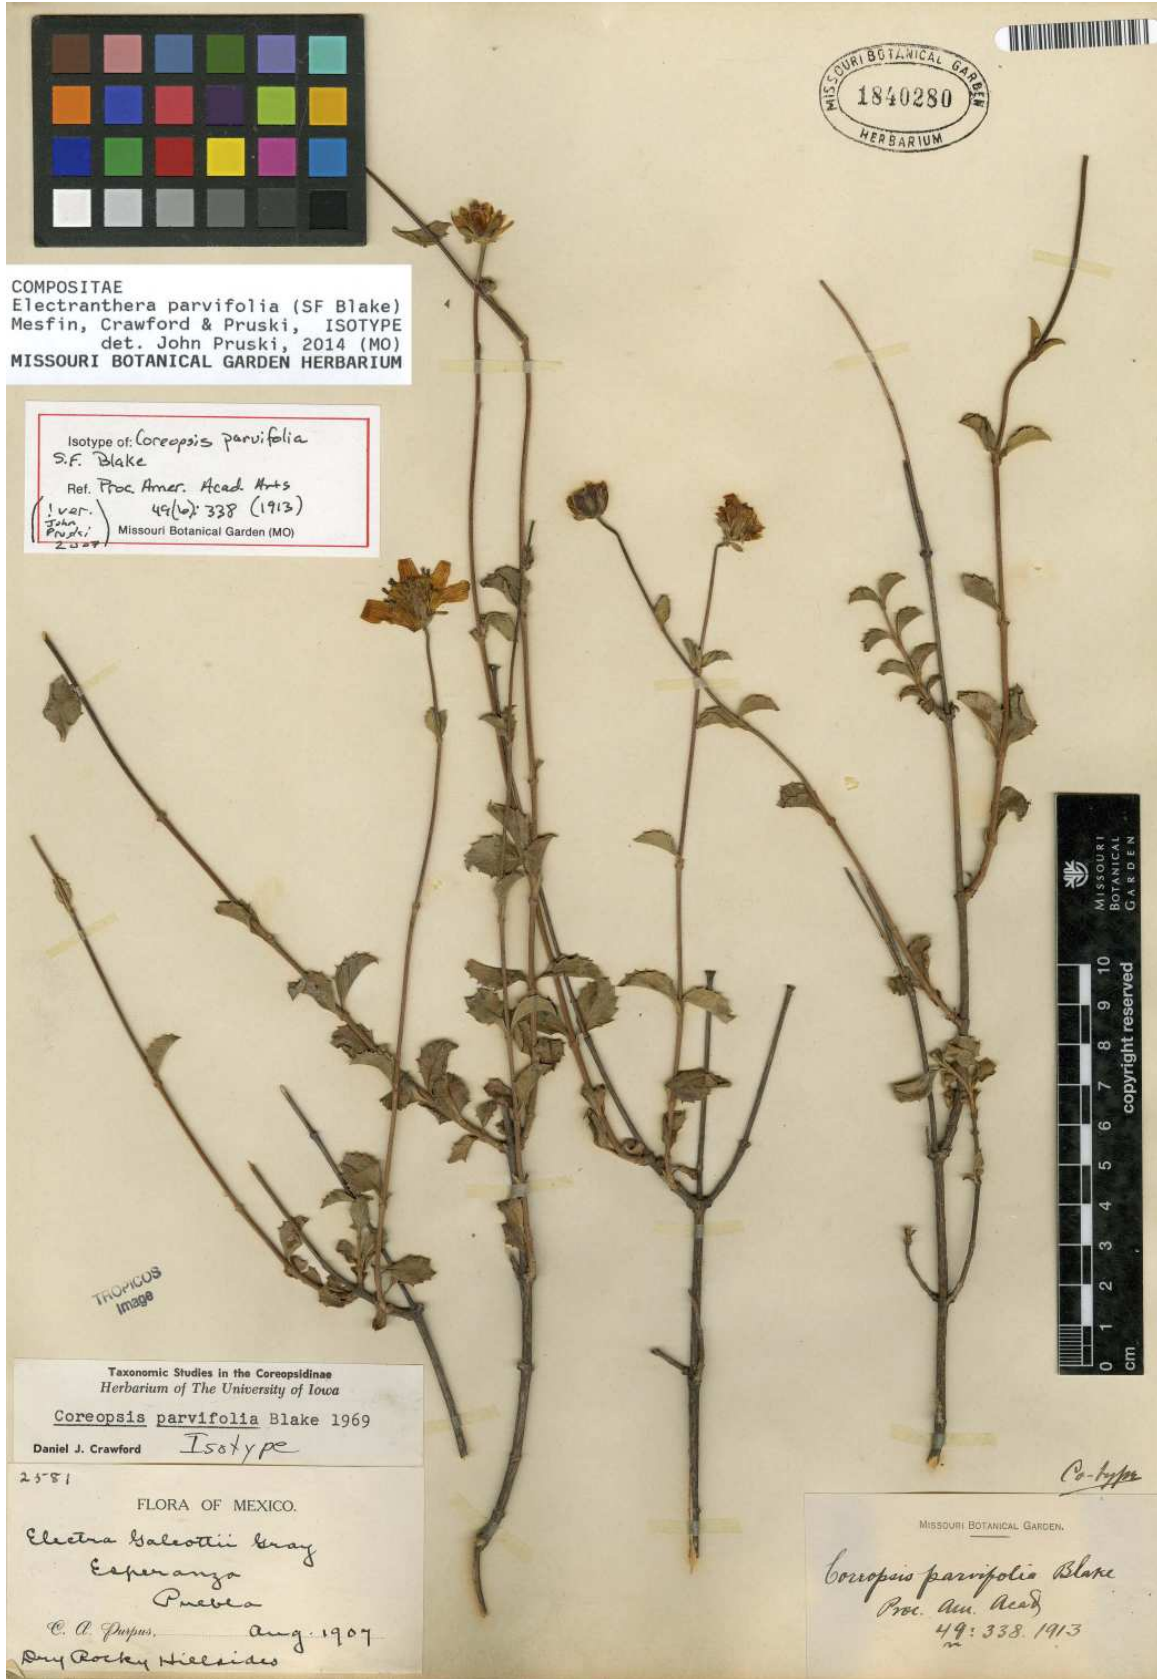 MISSOURI BOTANICAL GARDEN
1840280
HERBARIUM
COMPOSITAE
Electranthera parvifolia (SF Blake)
Mesfin, Crawford & Pruski, ISOTYPE
det. John Pruski, 2014 (MO)
MISSOURI BOTANICAL GARDEN HERBARIUM
Isotype of: Coreopsis parvifolia
S.F. Blake
Ref. Proc. Amer. Acad. Arts
49(6): 338 (1913)
(! ver.
John
Pruski
2007)
Missouri Botanical Garden (MO)
MISSOURI
BOTANICAL
GARDEN
copyright reserved
10
9
8
7
6
5
4
3
2
1
0
cm
TROPICOS
Image
Taxonomic Studies in the Coreopsidinae
Herbarium of The University of Iowa
Coreopsis parvifolia Blake 1969
Daniel J. Crawford Isotype
2581
FLORA OF MEXICO.
Electra Galeottii Gray
Esperanza
Puebla
C. A. Purpus, Aug. 1907
Dry Rocky Hillsides
Co-type
MISSOURI BOTANICAL GARDEN.
Coreopsis parvifolia Blake
Proc. Am. Acad
49: 338. 1913